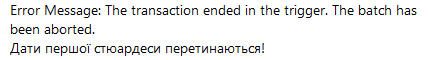 Error Message: The transaction ended in the trigger. The batch has
been aborted.
Дати першої стюардеси перетинаються!